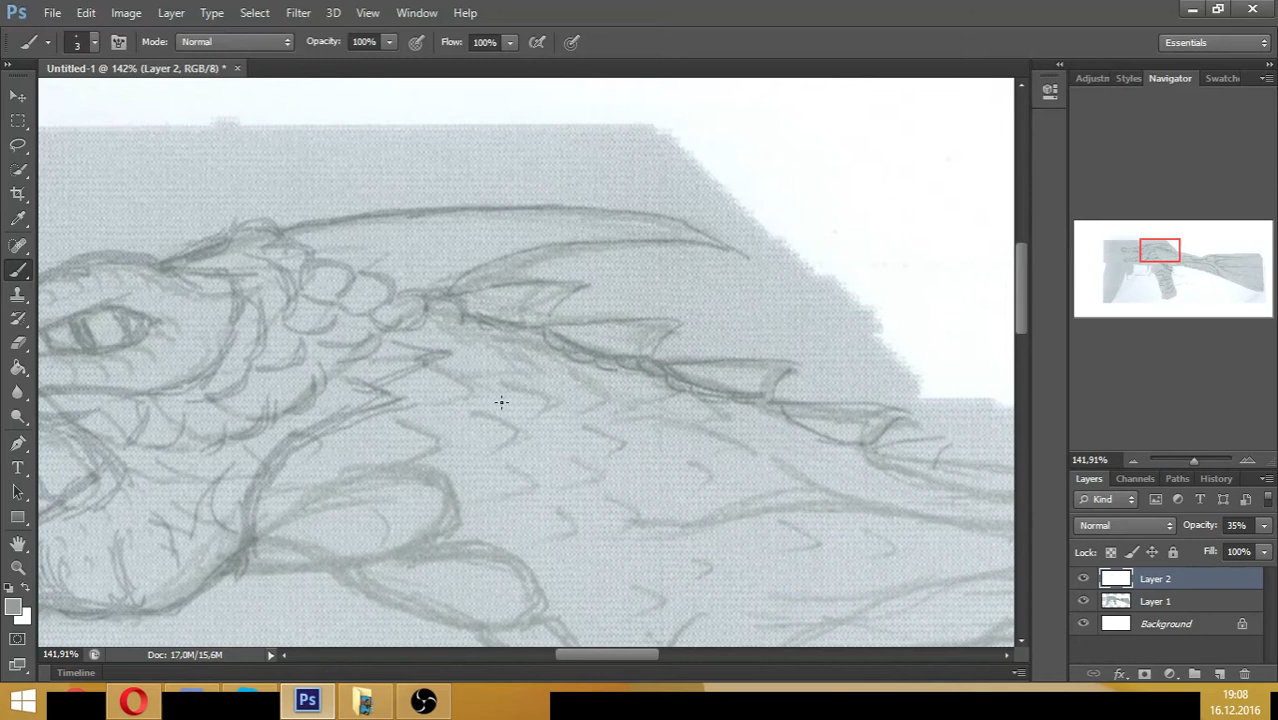 Ps File Edit Image Layer Type Select Filter 3D View Window Help
3 Mode: Normal Opacity: 100% Flow: 100% Essentials
Untitled-1 @ 142% (Layer 2, RGB/8) * ×
Adjustm Styles Navigator Swatch
141,91%
Layers Channels Paths History
Kind
Normal Opacity: 35%
Lock: Fill: 100%
Layer 2
Layer 1
Background
141,91% Doc: 17,0M/15,6M
Timeline
Ps
19:08
16.12.2016